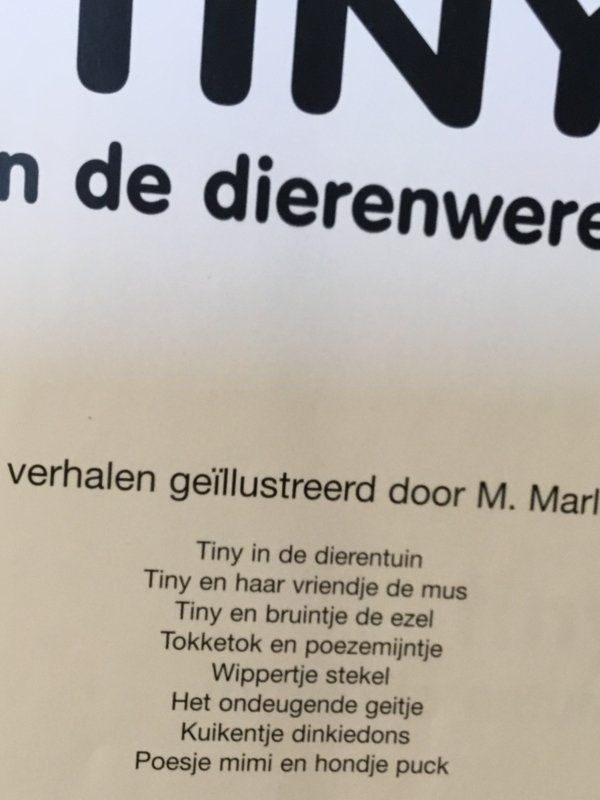 TINY
n de dierenwere
verhalen geïllustreerd door M. Marl
Tiny in de dierentuin
Tiny en haar vriendje de mus
Tiny en bruintje de ezel
Tokketok en poezemijntje
Wippertje stekel
Het ondeugende geitje
Kuikentje dinkiedons
Poesje mimi en hondje puck